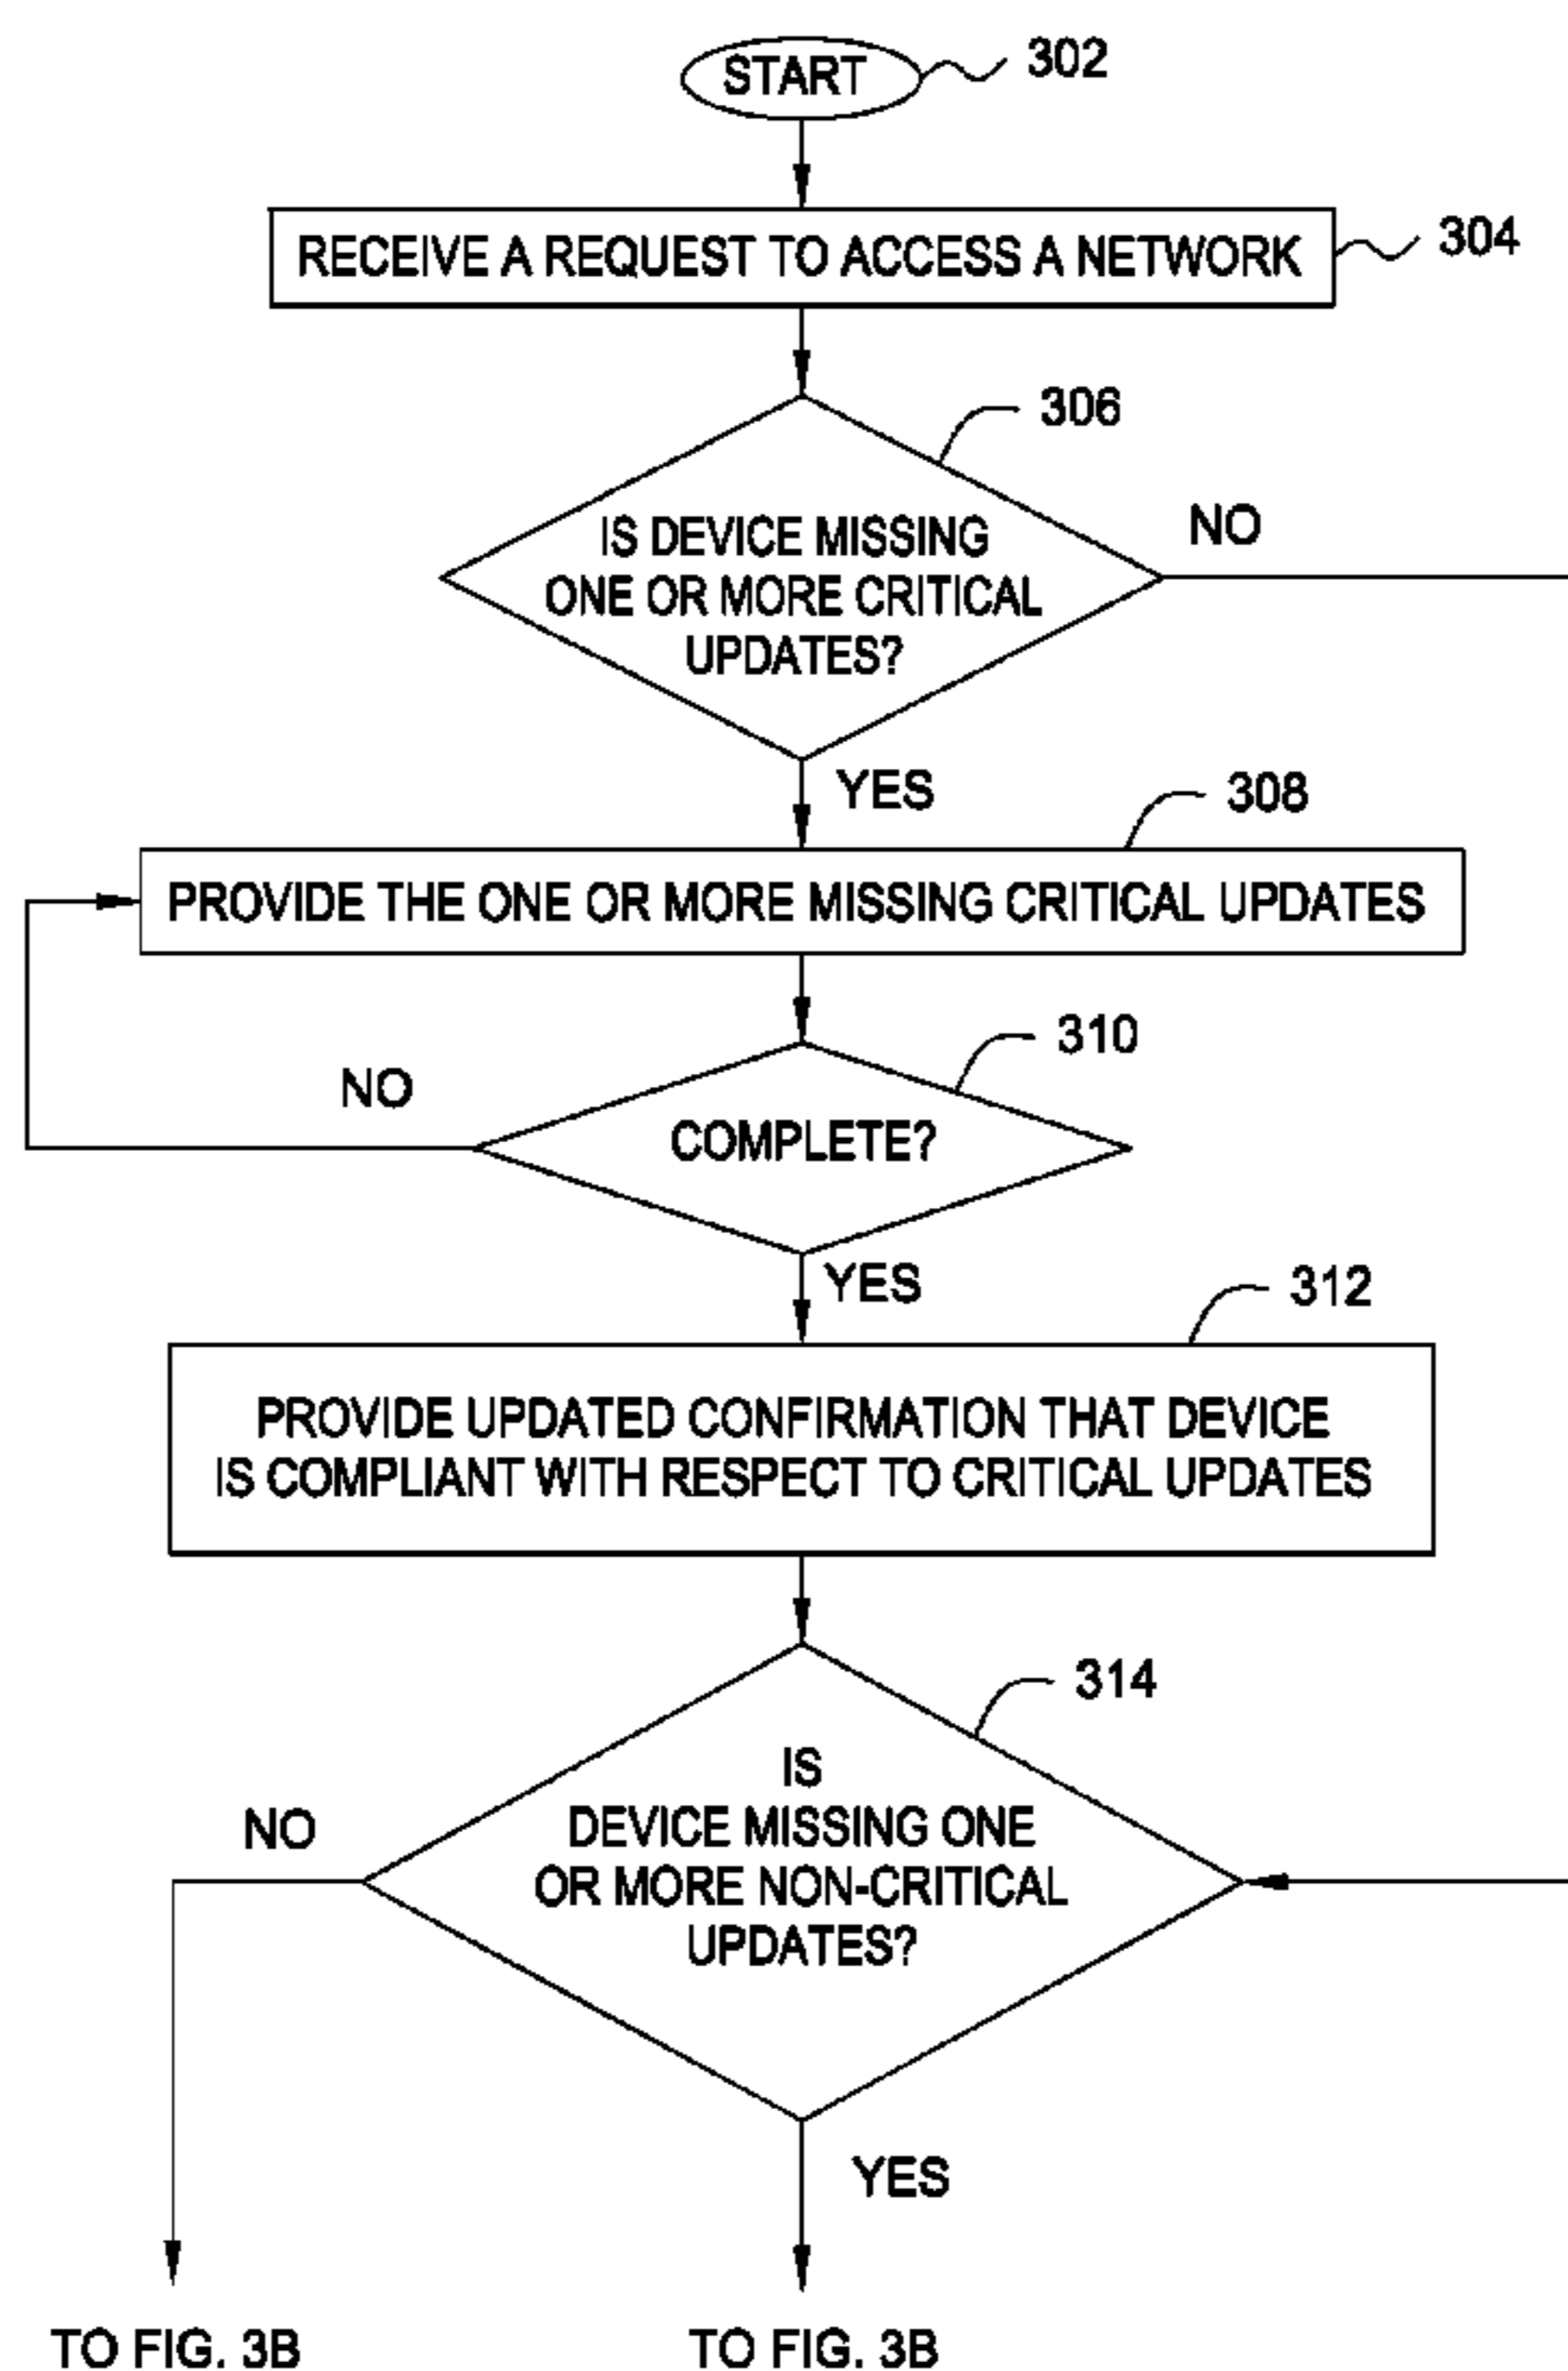 START
302
RECEIVE A REQUEST TO ACCESS A NETWORK
304
306
IS DEVICE MISSING
ONE OR MORE CRITICAL
UPDATES?
NO
YES
308
PROVIDE THE ONE OR MORE MISSING CRITICAL UPDATES
310
NO
COMPLETE?
YES
312
PROVIDE UPDATED CONFIRMATION THAT DEVICE
IS COMPLIANT WITH RESPECT TO CRITICAL UPDATES
314
IS
DEVICE MISSING ONE
OR MORE NON-CRITICAL
UPDATES?
NO
YES
TO FIG. 3B
TO FIG. 3B